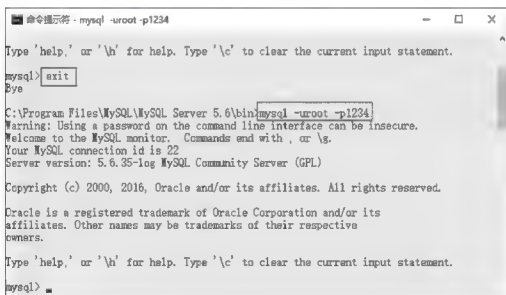 命令提示符 - mysql -uroot -p1234
Type 'help,' or '\h' for help. Type '\c' to clear the current input statement.
mysql> exit
Bye
C:\Program Files\MySQL\MySQL Server 5.6\bin>mysql -uroot -p1234
Warning: Using a password on the command line interface can be insecure.
Welcome to the MySQL monitor.  Commands end with , or \g.
Your MySQL connection id is 22
Server version: 5.6.35-log MySQL Community Server (GPL)
Copyright (c) 2000, 2016, Oracle and/or its affiliates. All rights reserved.
Oracle is a registered trademark of Oracle Corporation and/or its
affiliates. Other names may be trademarks of their respective
owners.
Type 'help,' or '\h' for help. Type '\c' to clear the current input statement.
mysql>